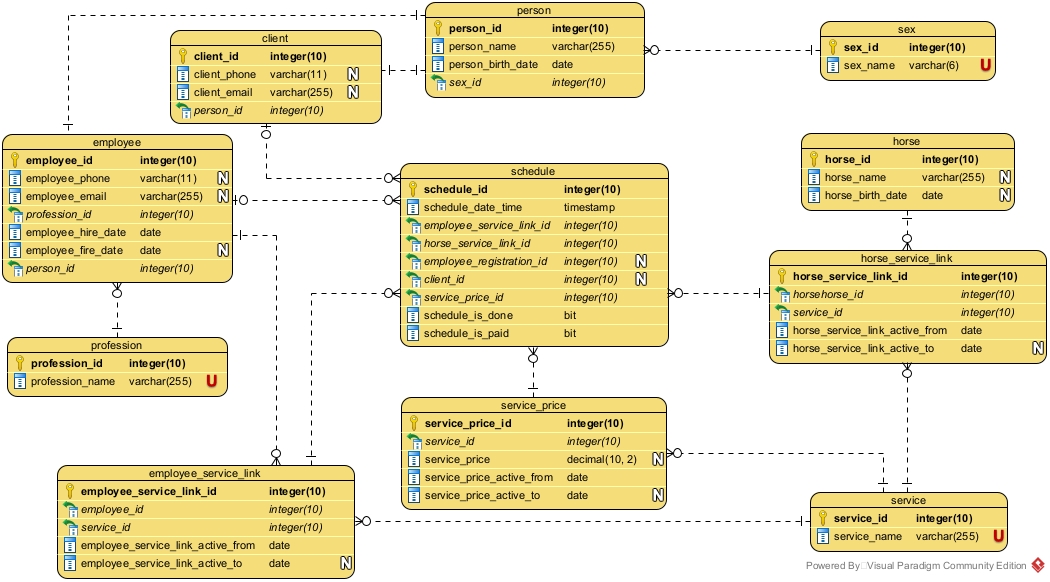 person
person_id integer(10)
person_name varchar(255)
person_birth_date date
sex_id integer(10)
sex
sex_id integer(10)
sex_name varchar(6) U
client
client_id integer(10)
client_phone varchar(11) N
client_email varchar(255) N
person_id integer(10)
employee
employee_id integer(10)
employee_phone varchar(11) N
employee_email varchar(255) N
profession_id integer(10)
employee_hire_date date
employee_fire_date date N
person_id integer(10)
schedule
schedule_id integer(10)
schedule_date_time timestamp
employee_service_link_id integer(10)
horse_service_link_id integer(10)
employee_registration_id integer(10) N
client_id integer(10) N
service_price_id integer(10)
schedule_is_done bit
schedule_is_paid bit
horse
horse_id integer(10)
horse_name varchar(255) N
horse_birth_date date N
horse_service_link
horse_service_link_id integer(10)
horsehorse_id integer(10)
service_id integer(10)
horse_service_link_active_from date
horse_service_link_active_to date N
profession
profession_id integer(10)
profession_name varchar(255) U
service_price
service_price_id integer(10)
service_id integer(10)
service_price decimal(10, 2) N
service_price_active_from date
service_price_active_to date N
employee_service_link
employee_service_link_id integer(10)
employee_id integer(10)
service_id integer(10)
employee_service_link_active_from date
employee_service_link_active_to date N
service
service_id integer(10)
service_name varchar(255) U
Powered By Visual Paradigm Community Edition